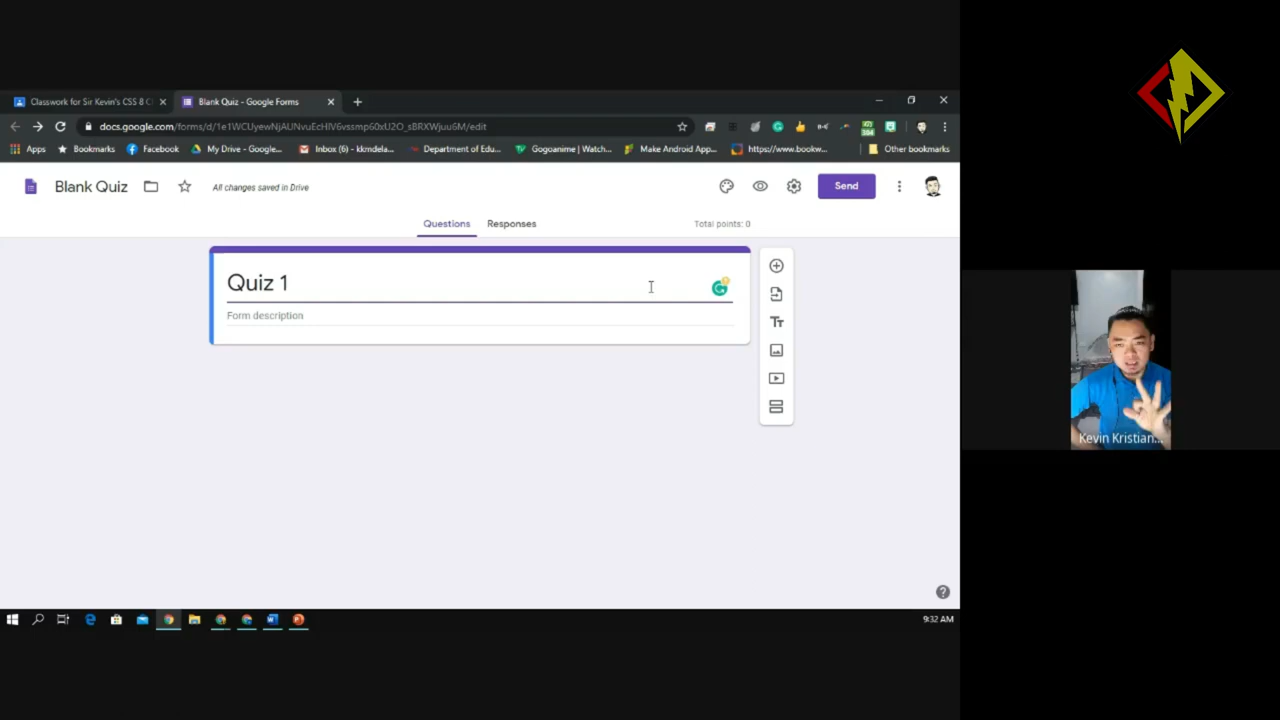 Classwork for Sir Kevin's CSS 8 C
Blank Quiz - Google Forms
docs.google.com/forms/d/1e1WCUyewNjAUNvuEcHIV6vssmp60xU2O_sBRXWjuu6M/edit
Apps
Bookmarks
Facebook
My Drive - Google...
Inbox (6) - kkmdela...
Department of Edu...
Gogoanime | Watch...
Make Android App...
https://www.bookw...
Other bookmarks
Blank Quiz
All changes saved in Drive
Send
Questions
Responses
Total points: 0
Quiz 1
Form description
Kevin Kristian...
9:32 AM